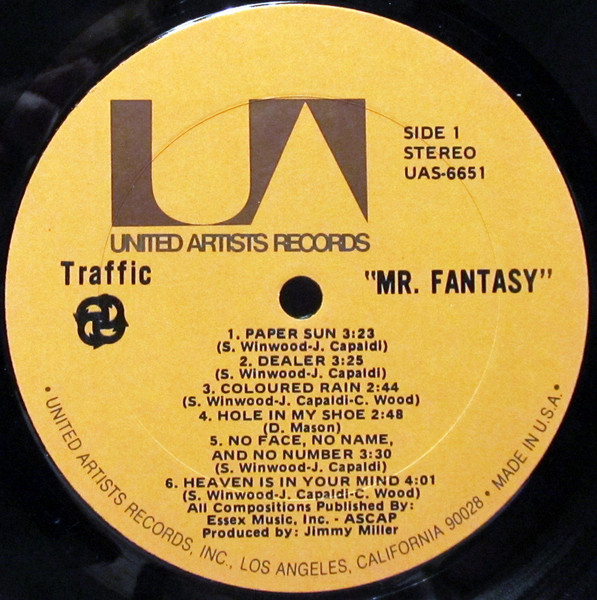 UA
UNITED ARTISTS RECORDS
SIDE 1
STEREO
UAS-6651
Traffic
"MR. FANTASY"
1. PAPER SUN 3:23
(S. Winwood-J. Capaldi)
2. DEALER 3:25
(S. Winwood-J. Capaldi)
3. COLOURED RAIN 2:44
(S. Winwood-J. Capaldi-C. Wood)
4. HOLE IN MY SHOE 2:48
(D. Mason)
5. NO FACE, NO NAME,
AND NO NUMBER 3:30
(S. Winwood-J. Capaldi)
6. HEAVEN IS IN YOUR MIND 4:01
(S. Winwood-J. Capaldi-C. Wood)
All Compositions Published By:
Essex Music, Inc. - ASCAP
Produced by: Jimmy Miller
• UNITED ARTISTS RECORDS, INC., LOS ANGELES, CALIFORNIA 90028 • MADE IN U.S.A. •